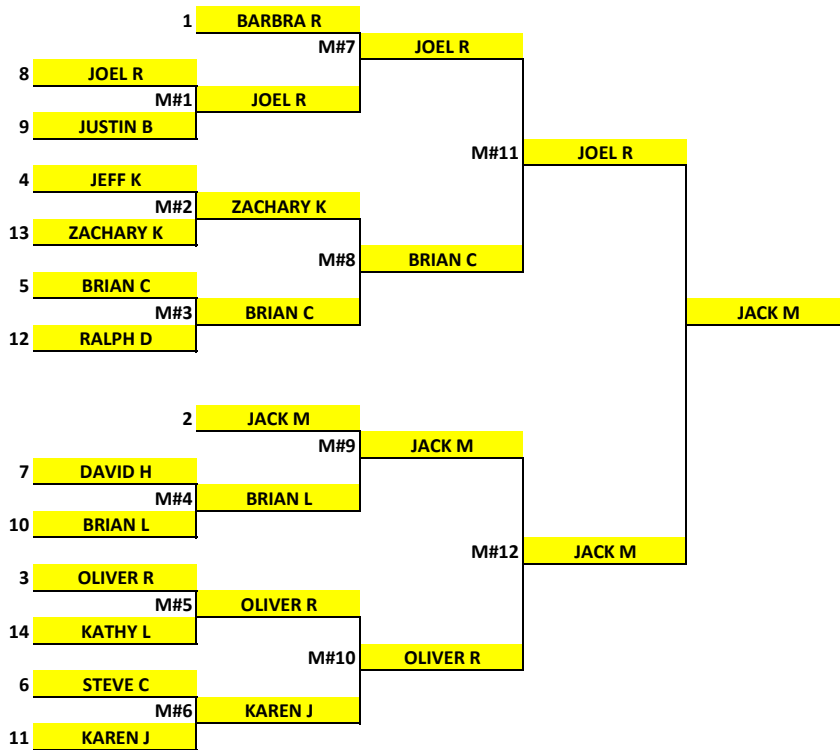 1 BARBRA R
M#7 JOEL R
8 JOEL R
M#1 JOEL R
9 JUSTIN B
M#11 JOEL R
4 JEFF K
M#2 ZACHARY K
13 ZACHARY K
M#8 BRIAN C
5 BRIAN C
M#3 BRIAN C JACK M
12 RALPH D
2 JACK M
M#9 JACK M
7 DAVID H
M#4 BRIAN L
10 BRIAN L
M#12 JACK M
3 OLIVER R
M#5 OLIVER R
14 KATHY L
M#10 OLIVER R
6 STEVE C
M#6 KAREN J
11 KAREN J